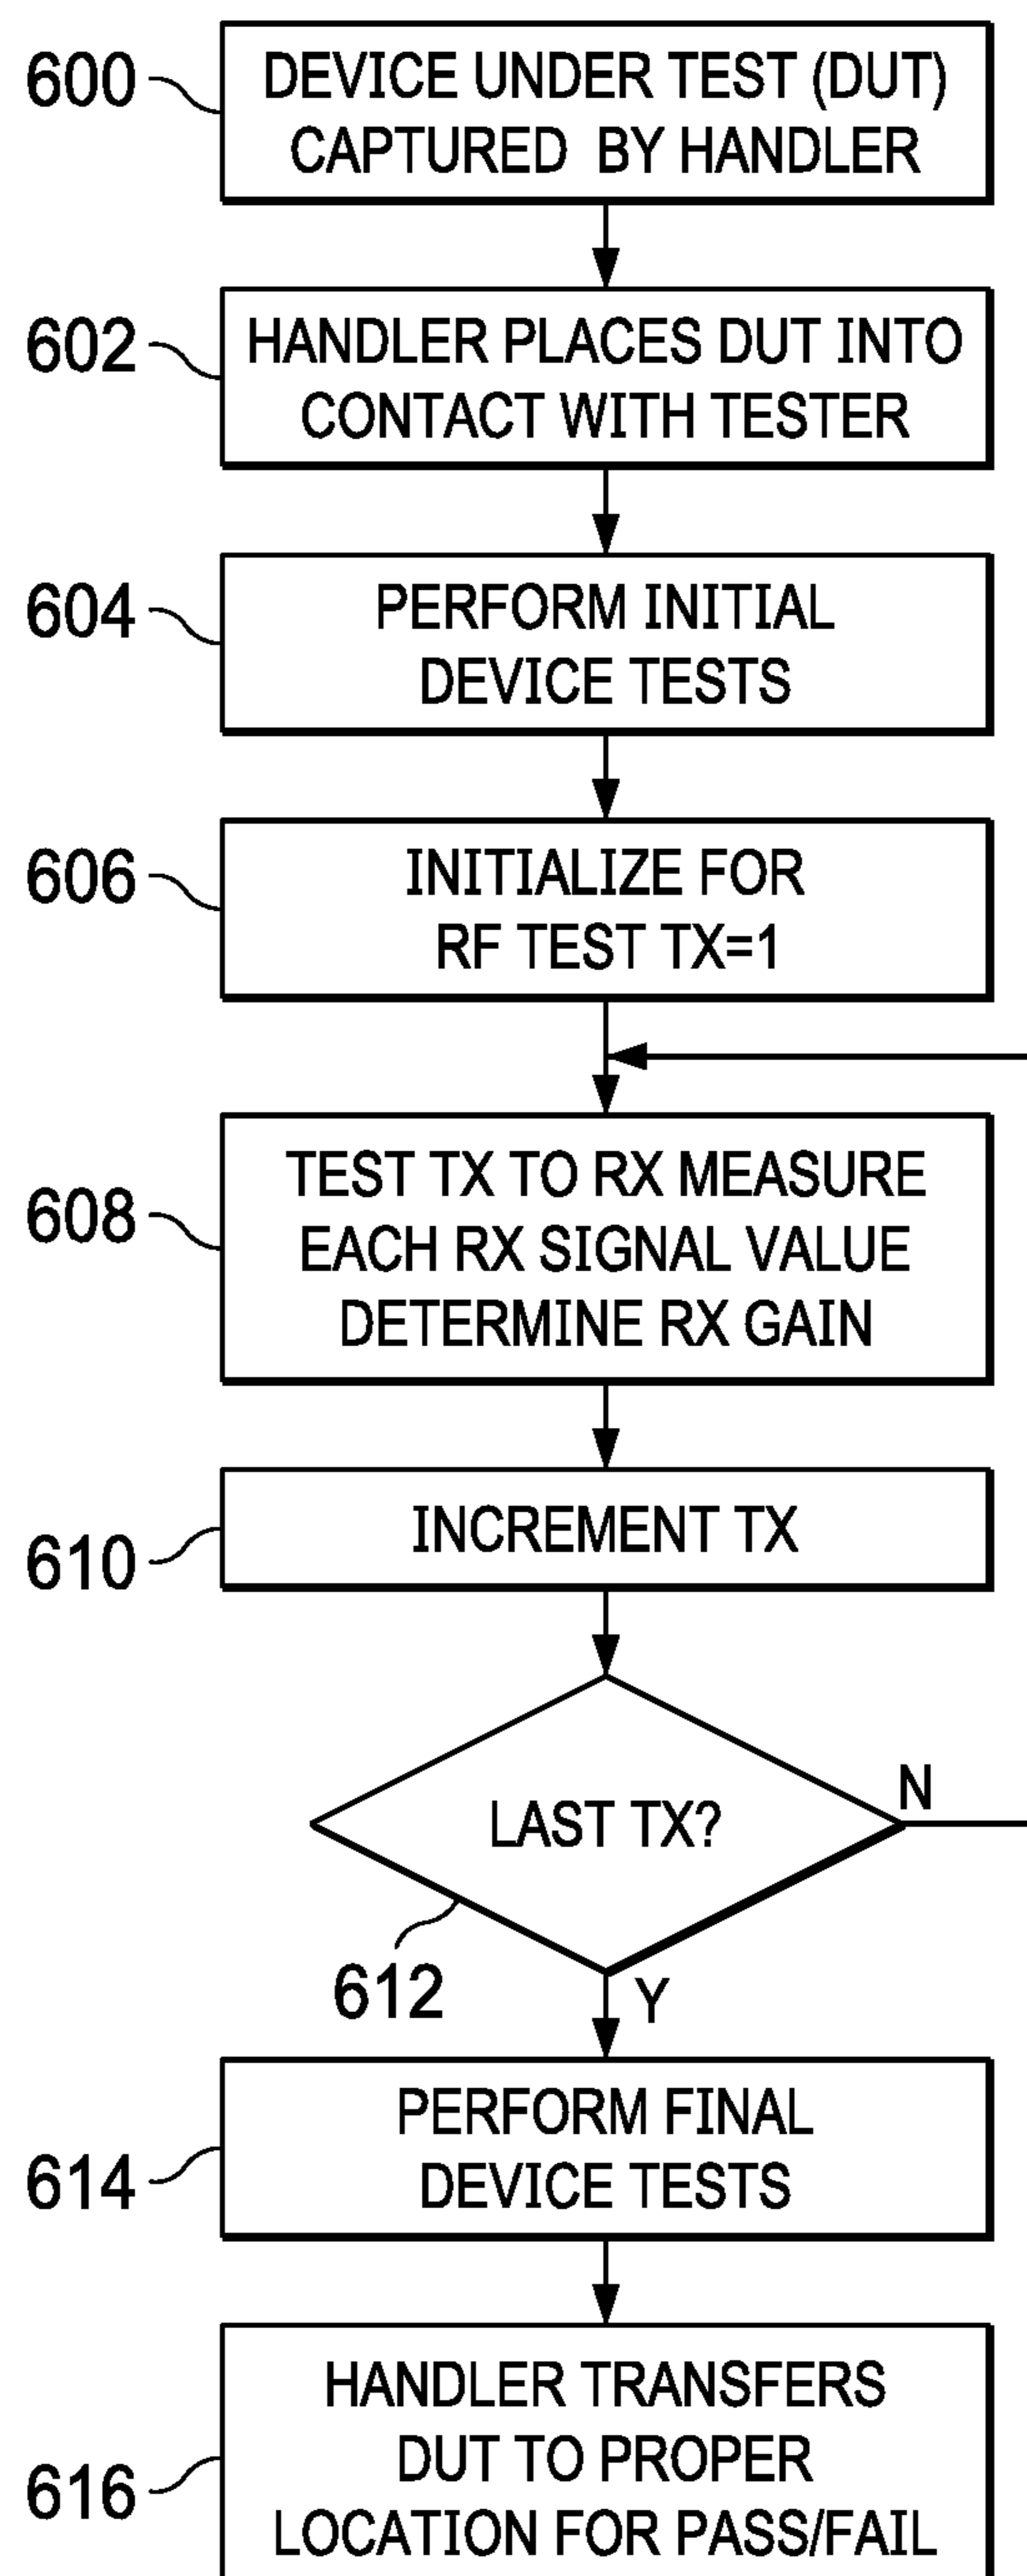 600
DEVICE UNDER TEST (DUT)
CAPTURED BY HANDLER
602
HANDLER PLACES DUT INTO
CONTACT WITH TESTER
604
PERFORM INITIAL
DEVICE TESTS
606
INITIALIZE FOR
RF TEST TX=1
608
TEST TX TO RX MEASURE
EACH RX SIGNAL VALUE
DETERMINE RX GAIN
610
INCREMENT TX
LAST TX?
N
612
Y
614
PERFORM FINAL
DEVICE TESTS
616
HANDLER TRANSFERS
DUT TO PROPER
LOCATION FOR PASS/FAIL